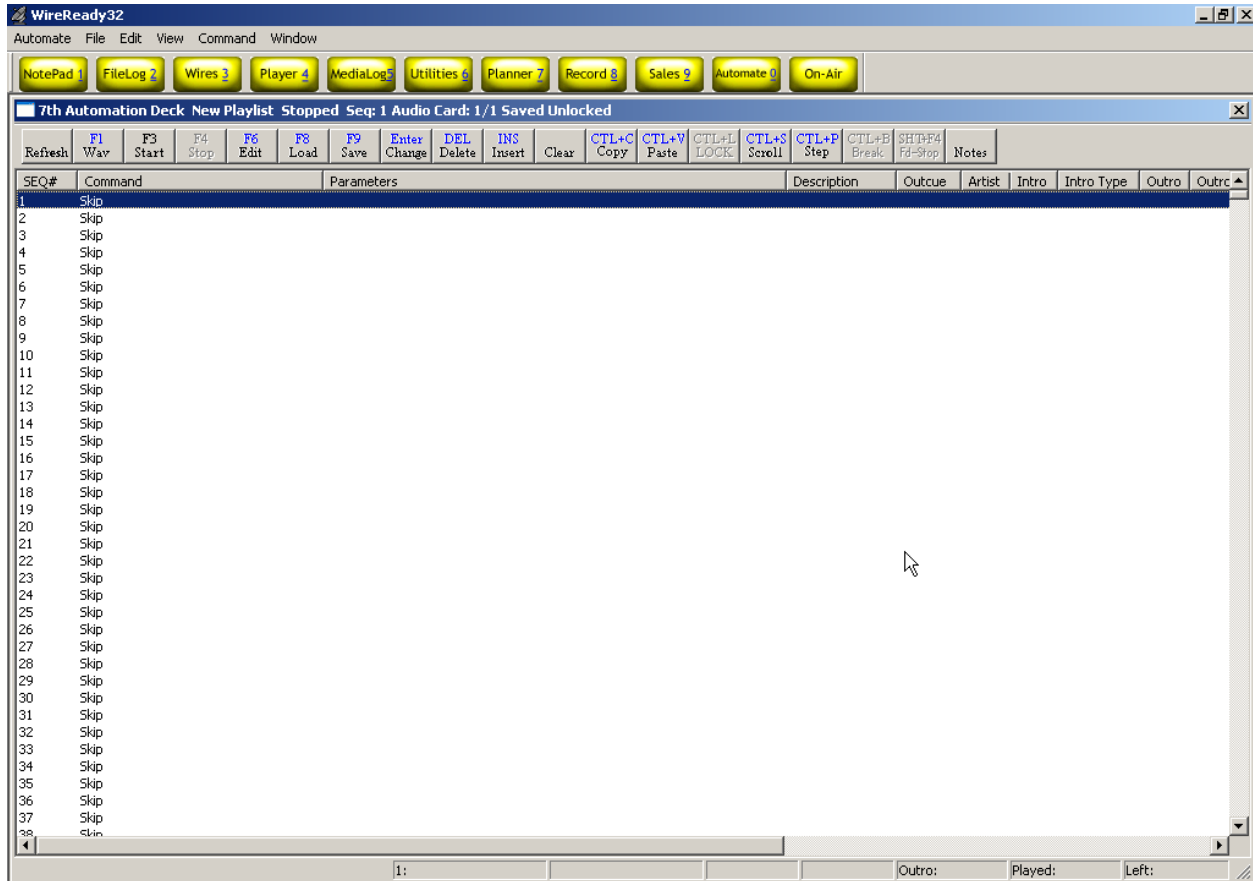 WireReady32
Automate File Edit View Command Window
NotePad 1 FileLog 2 Wires 3 Player 4 MediaLog5 Utilities 6 Planner 7 Record 8 Sales 9 Automate 0 On-Air
7th Automation Deck New Playlist Stopped Seq: 1 Audio Card: 1/1 Saved Unlocked
F1 F3 F4 F6 F8 F9 Enter DEL INS CTL+C CTL+V CTL+L CTL+S CTL+P CTL+B SHT+F4
Refresh Wav Start Stop Edit Load Save Change Delete Insert Clear Copy Paste LOCK Scroll Step Break Fd-Stop Notes
SEQ# Command Parameters Description Outcue Artist Intro Intro Type Outro Outrc
1 Skip
2 Skip
3 Skip
4 Skip
5 Skip
6 Skip
7 Skip
8 Skip
9 Skip
10 Skip
11 Skip
12 Skip
13 Skip
14 Skip
15 Skip
16 Skip
17 Skip
18 Skip
19 Skip
20 Skip
21 Skip
22 Skip
23 Skip
24 Skip
25 Skip
26 Skip
27 Skip
28 Skip
29 Skip
30 Skip
31 Skip
32 Skip
33 Skip
34 Skip
35 Skip
36 Skip
37 Skip
38 Skip
1: Outro: Played: Left: